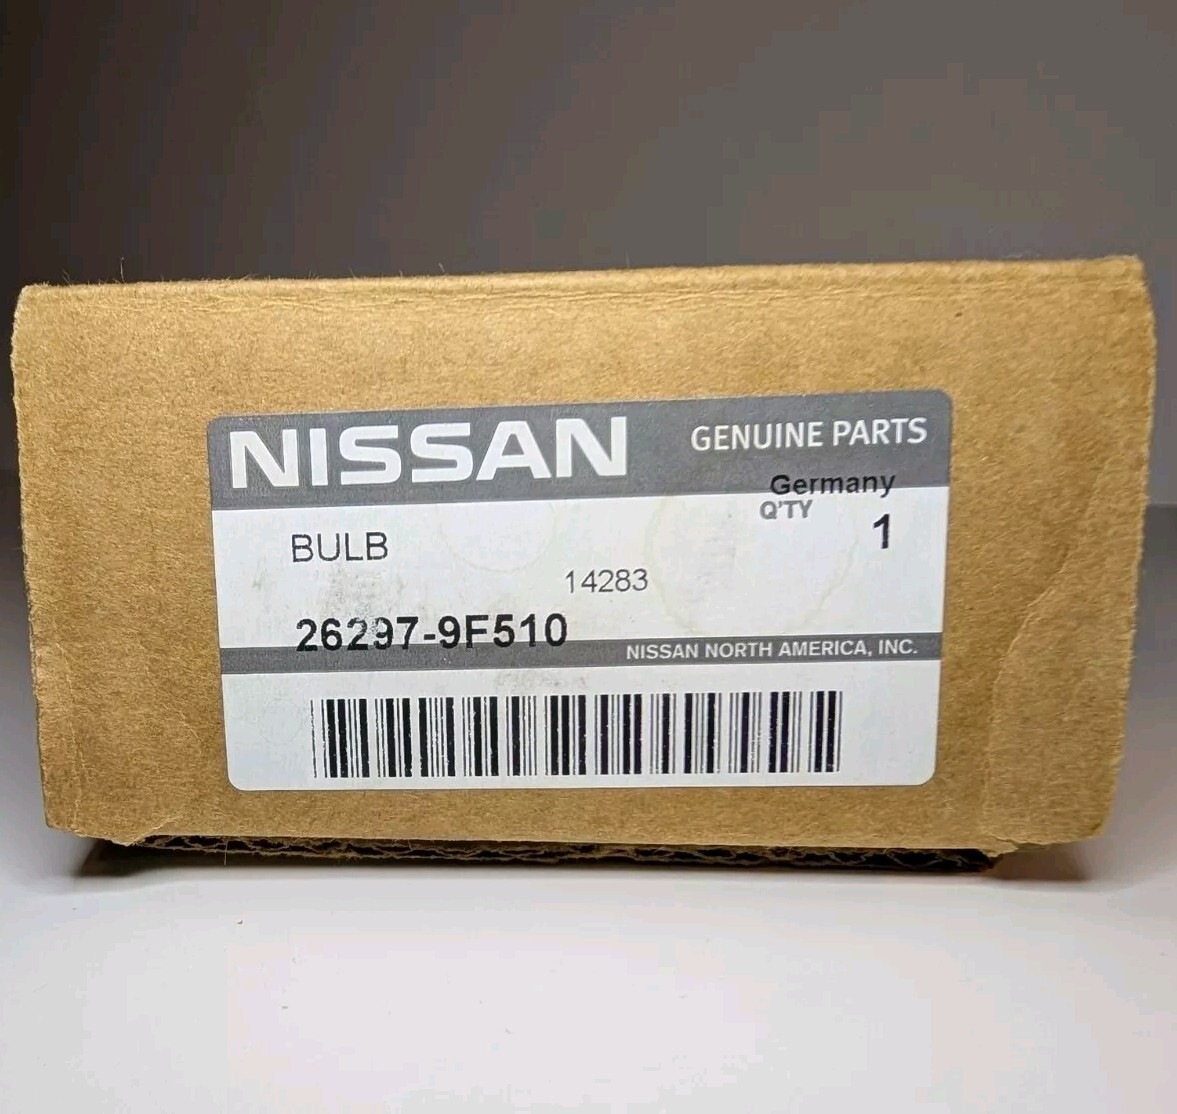 NISSAN GENUINE PARTS
Germany
Q'TY
BULB 1
14283
26297-9F510
NISSAN NORTH AMERICA, INC.